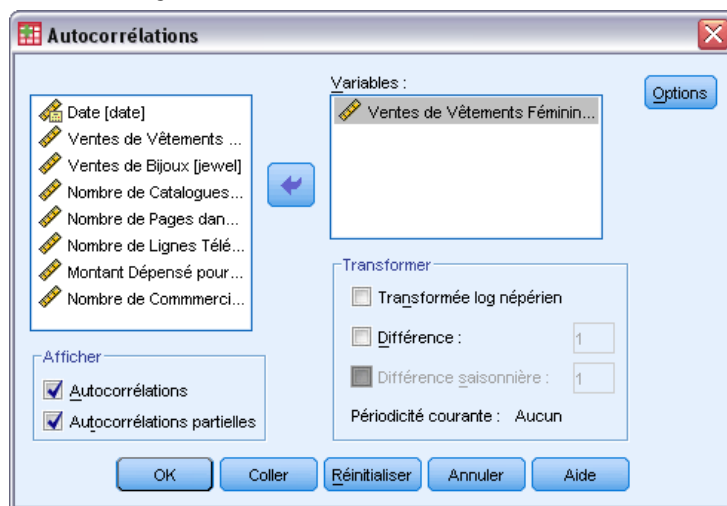 Autocorrélations
Variables :
Options
Date [date]
Ventes de Vêtements ...
Ventes de Bijoux [jewel]
Nombre de Catalogues...
Nombre de Pages dan...
Nombre de Lignes Télé...
Montant Dépensé pour...
Nombre de Commmerci...
Ventes de Vêtements Féminin...
Afficher
Autocorrélations
Autocorrélations partielles
Transformer
Transformée log népérien
Différence : 1
Différence saisonnière : 1
Périodicité courante : Aucun
OK Coller Réinitialiser Annuler Aide